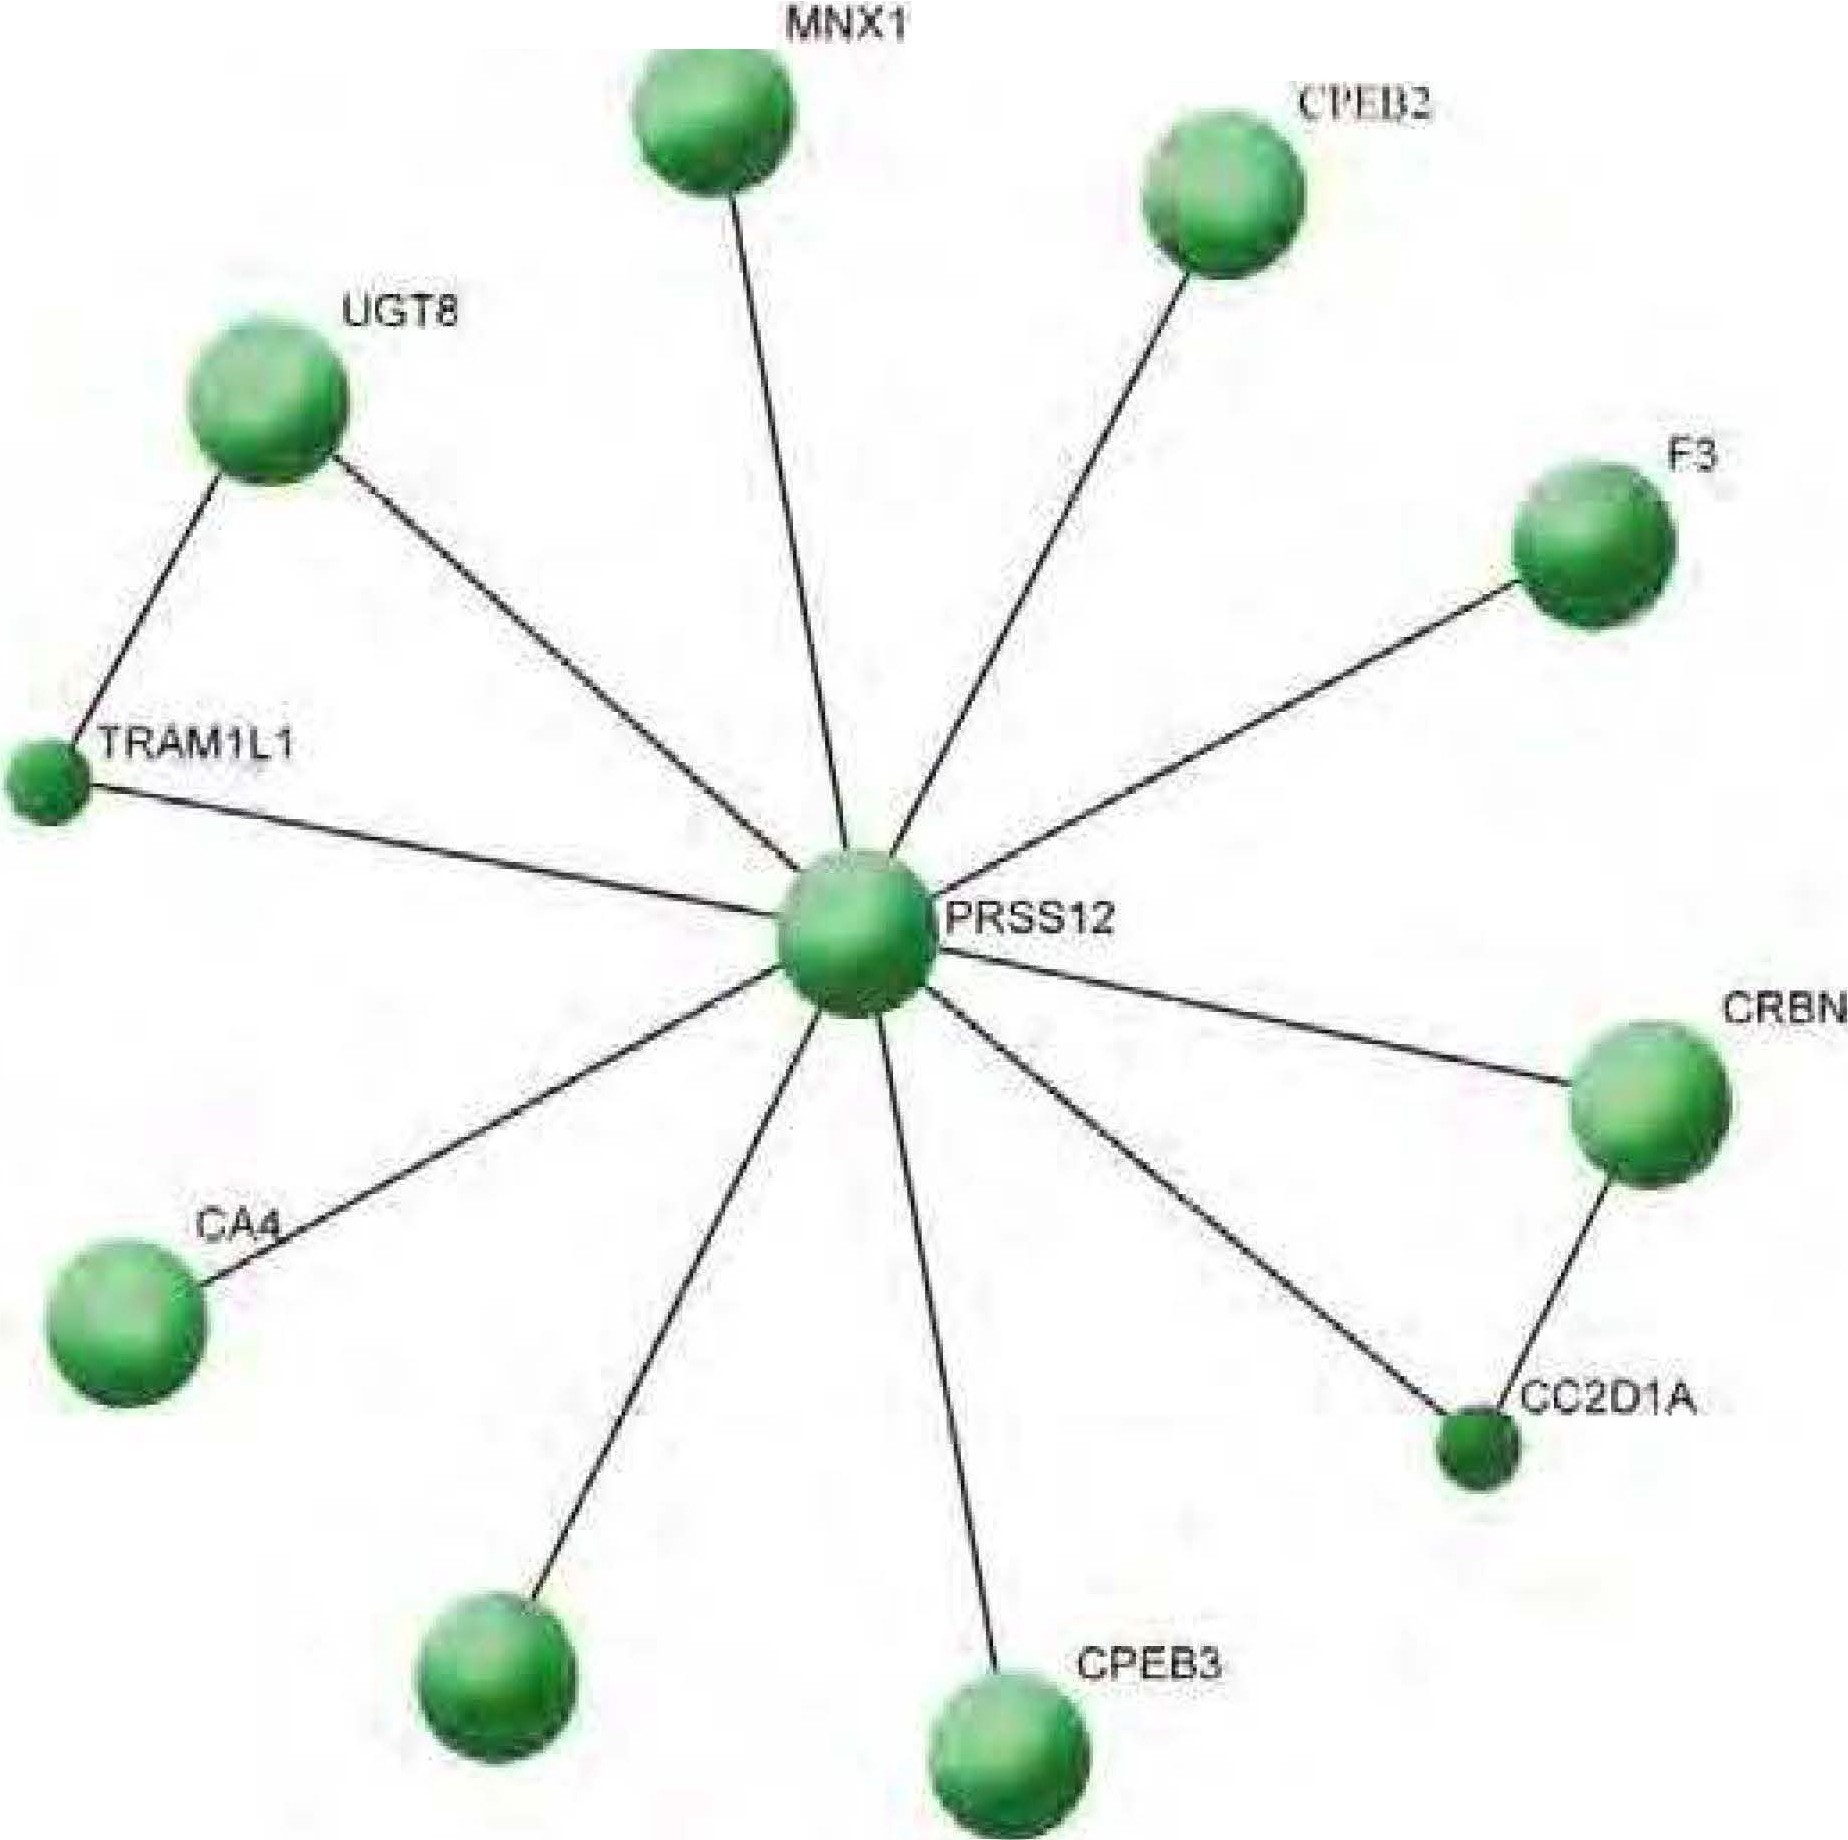 MNX1
CPEB2
UGT8
F3
TRAM1L1
PRSS12
CRBN
CA4
CC2D1A
CPEB3